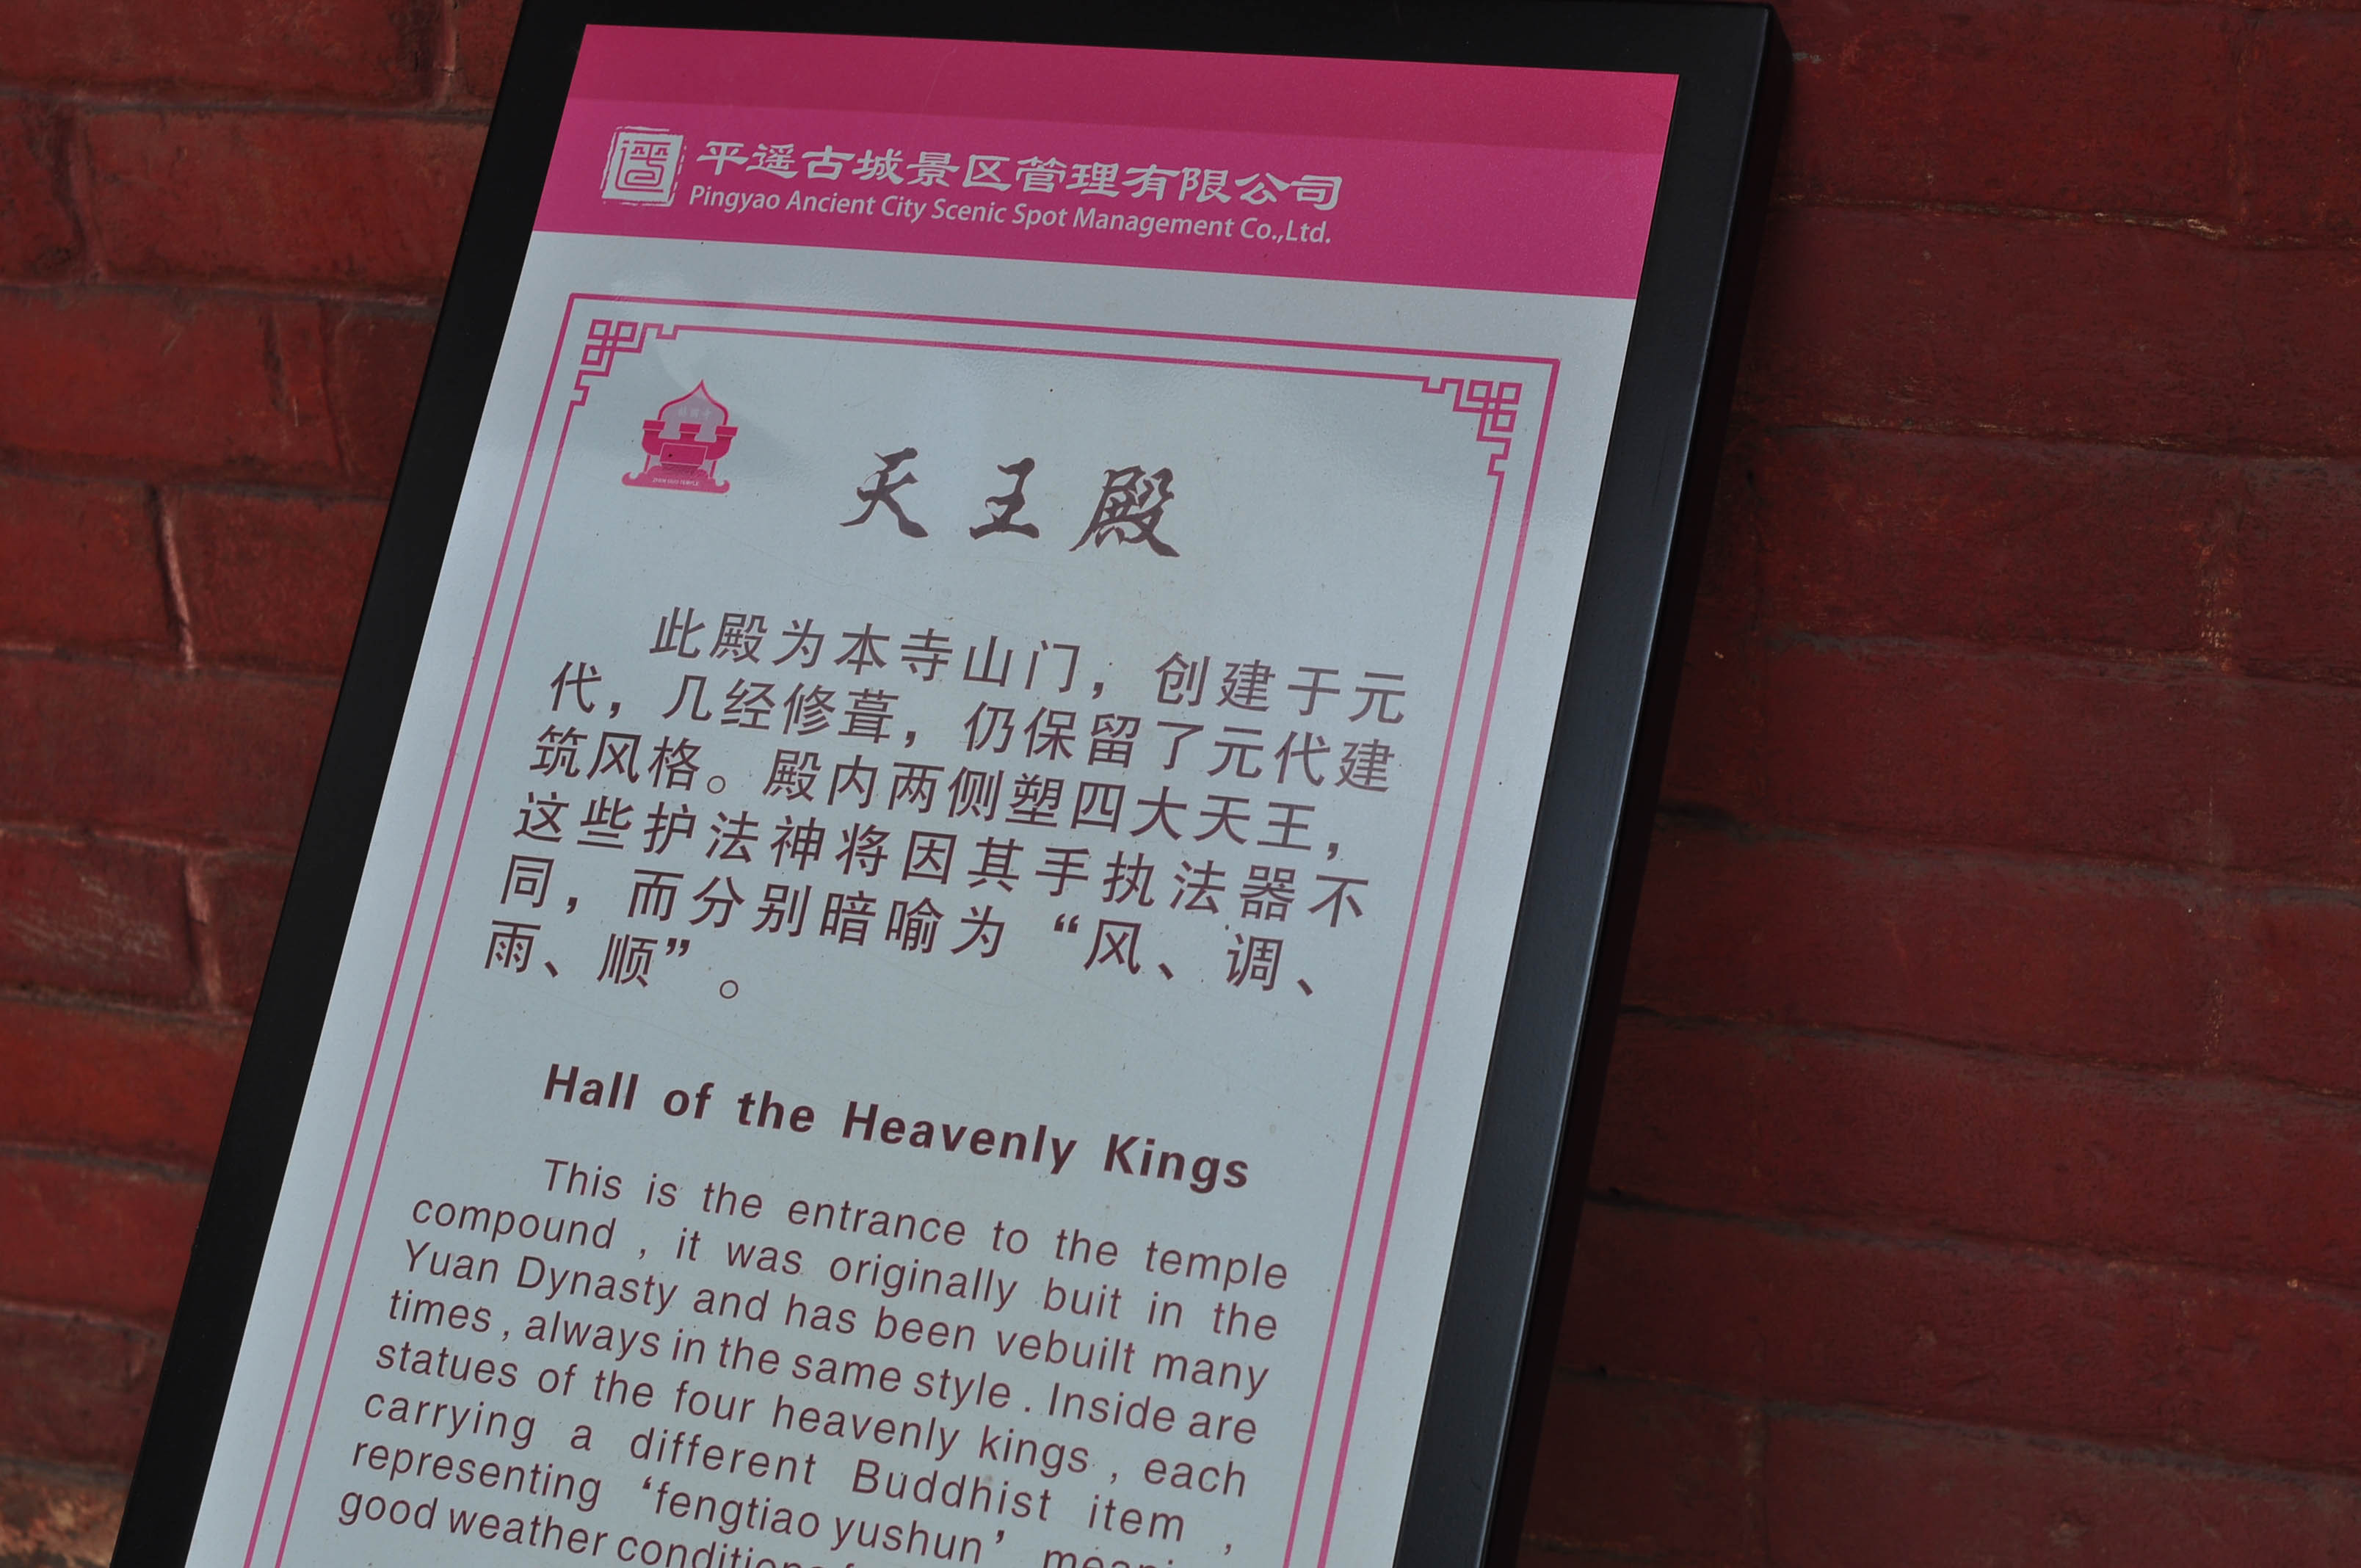 平遥古城景区管理有限公司
Pingyao Ancient City Scenic Spot Management Co.,Ltd.
天王殿
此殿为本寺山门，创建于元
代，几经修葺，仍保留了元代建
筑风格。殿内两侧塑四大天王，
这些护法神将因其手执法器不
同，而分别暗喻为“风、调、
雨、顺”。
Hall of the Heavenly Kings
This is the entrance to the temple
compound , it was originally buit in the
Yuan Dynasty and has been vebuilt many
times , always in the same style . Inside are
statues of the four heavenly kings , each
carrying a different Buddhist item ,
representing ‘fengtiao yushun’
good weather